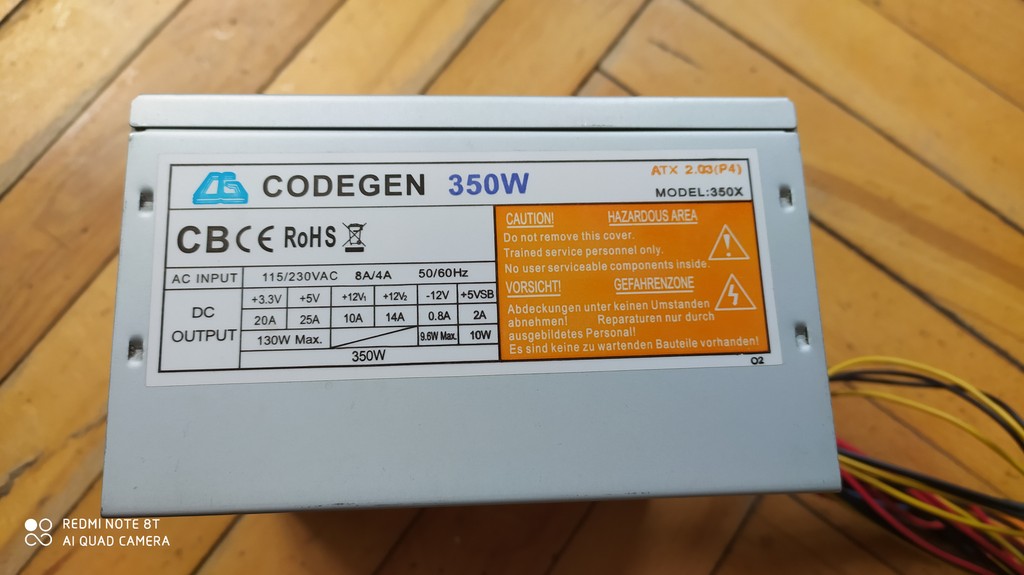 CG CODEGEN 350W
ATX 2.03(P4)
MODEL:350X
CB CE RoHS
AC INPUT 115/230VAC 8A/4A 50/60Hz
DC OUTPUT
+3.3V +5V +12V1 +12V2 -12V +5VSB
20A 25A 10A 14A 0.8A 2A
130W Max. 9.6W Max. 10W
350W
CAUTION! HAZARDOUS AREA
Do not remove this cover.
Trained service personnel only.
No user serviceable components inside.
VORSICHT! GEFAHRENZONE
Abdeckungen unter keinen Umstanden
abnehmen! Reparaturen nur durch
ausgebildetes Personal!
Es sind keine zu wartenden Bauteile vorhanden!
Q2
REDMI NOTE 8T
AI QUAD CAMERA